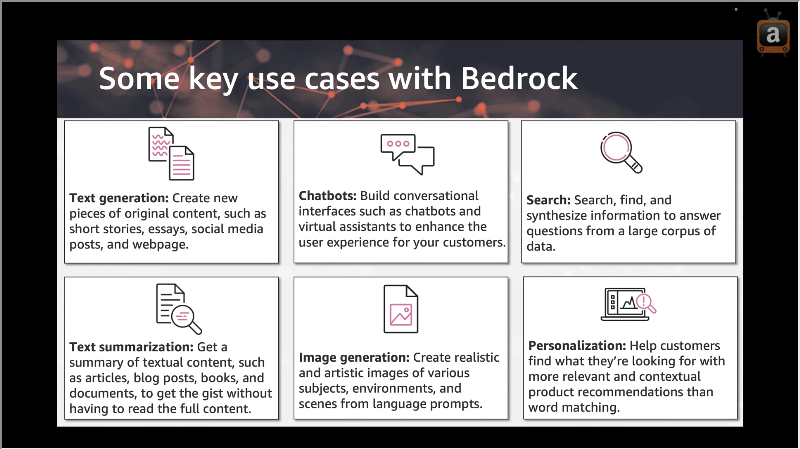 a
Some key use cases with Bedrock
Text generation: Create new
pieces of original content, such as
short stories, essays, social media
posts, and webpage.
Chatbots: Build conversational
interfaces such as chatbots and
virtual assistants to enhance the
user experience for your customers.
Search: Search, find, and
synthesize information to answer
questions from a large corpus of
data.
Text summarization: Get a
summary of textual content, such
as articles, blog posts, books, and
documents, to get the gist without
having to read the full content.
Image generation: Create realistic
and artistic images of various
subjects, environments, and
scenes from language prompts.
Personalization: Help customers
find what they’re looking for with
more relevant and contextual
product recommendations than
word matching.